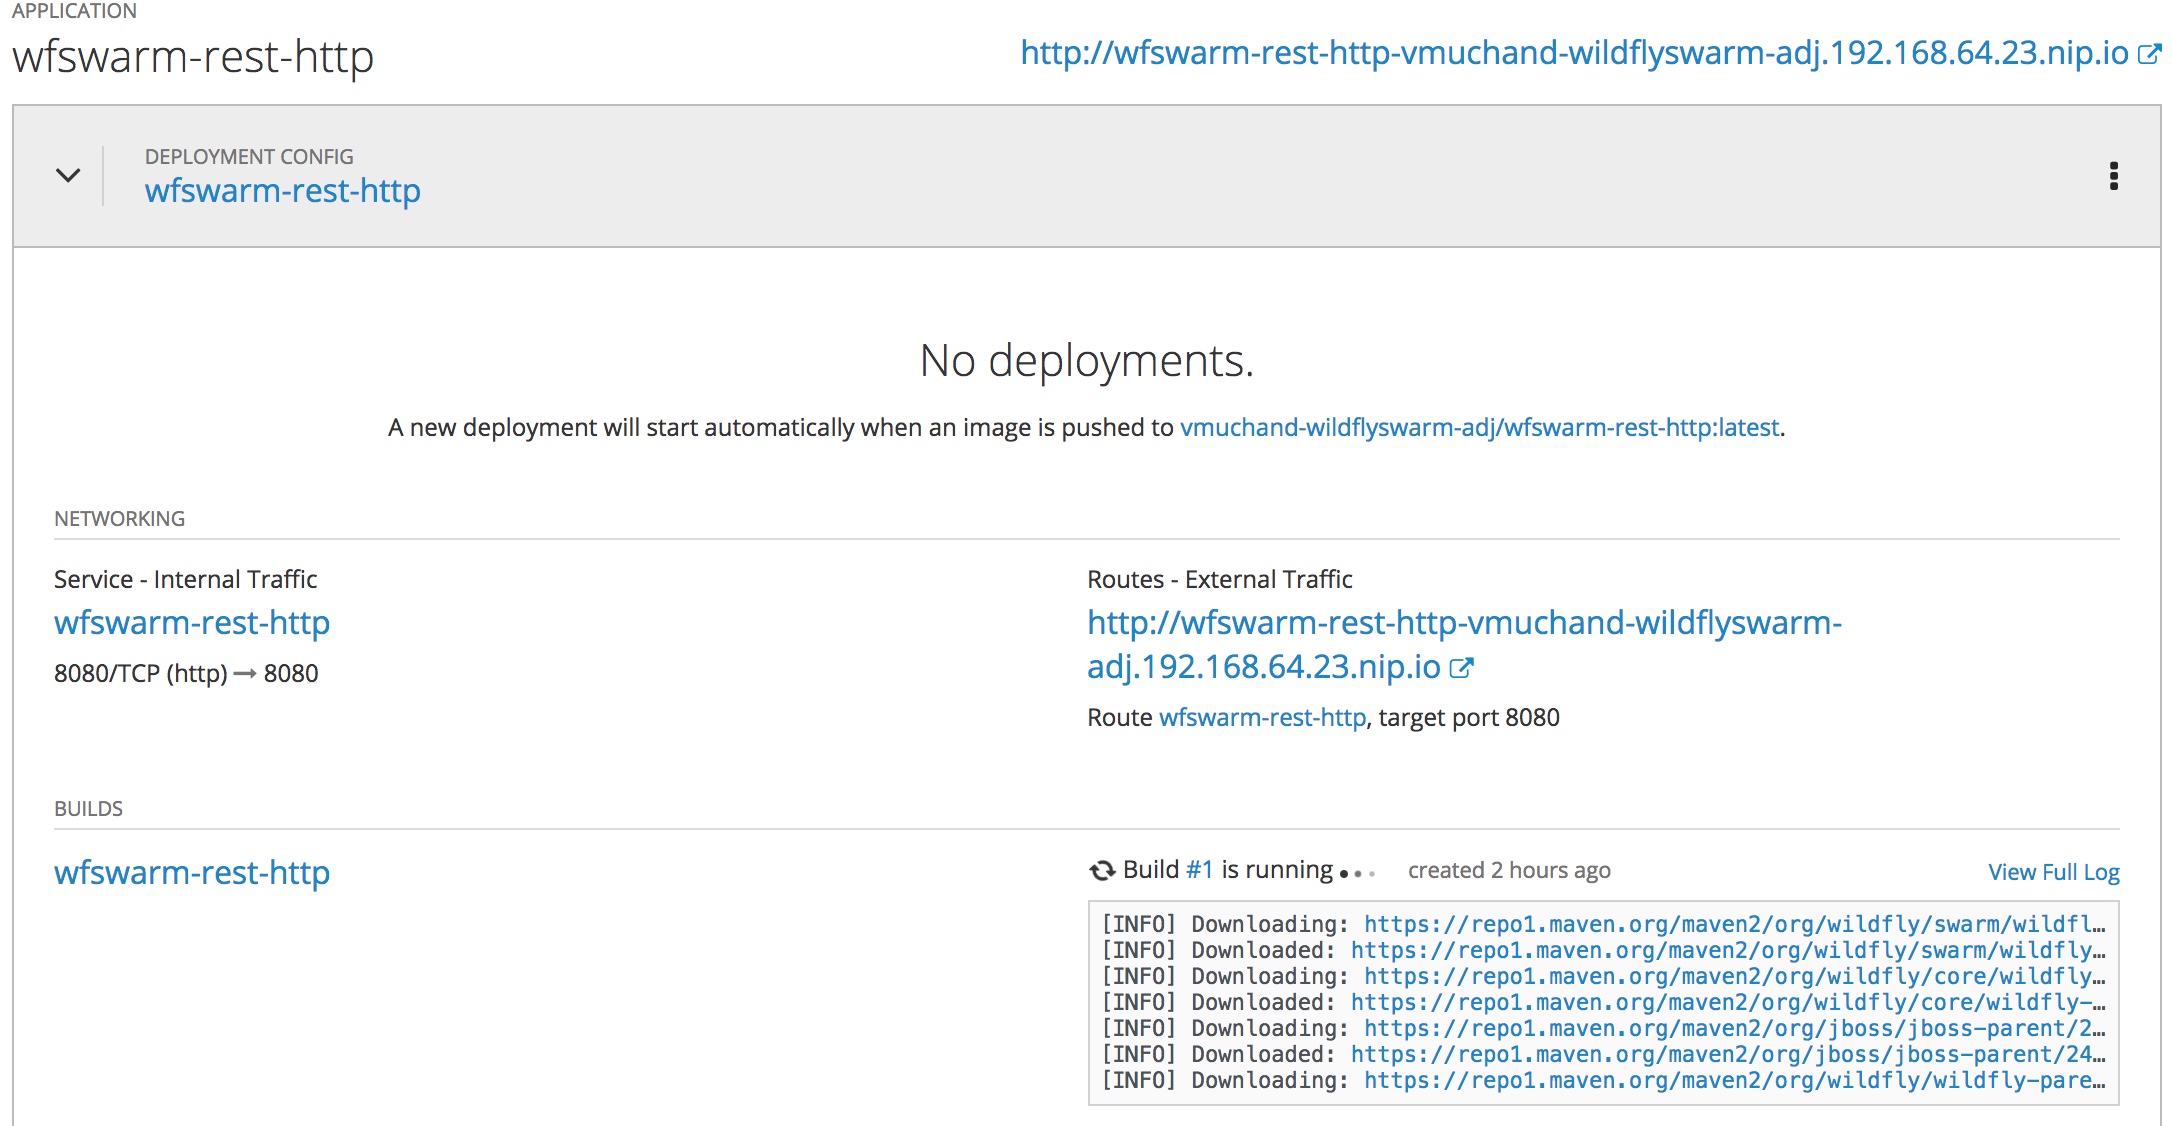 APPLICATION
wfswarm-rest-http
http://wfswarm-rest-http-vmuchand-wildflyswarm-adj.192.168.64.23.nip.io
DEPLOYMENT CONFIG
wfswarm-rest-http
No deployments.
A new deployment will start automatically when an image is pushed to vmuchand-wildflyswarm-adj/wfswarm-rest-http:latest.
NETWORKING
Service - Internal Traffic
wfswarm-rest-http
8080/TCP (http) → 8080
Routes - External Traffic
http://wfswarm-rest-http-vmuchand-wildflyswarm-
adj.192.168.64.23.nip.io
Route wfswarm-rest-http, target port 8080
BUILDS
wfswarm-rest-http
Build #1 is running created 2 hours ago View Full Log
[INFO] Downloading: https://repo1.maven.org/maven2/org/wildfly/swarm/wildfl…
[INFO] Downloaded: https://repo1.maven.org/maven2/org/wildfly/swarm/wildfly…
[INFO] Downloading: https://repo1.maven.org/maven2/org/wildfly/core/wildfly…
[INFO] Downloaded: https://repo1.maven.org/maven2/org/wildfly/core/wildfly-…
[INFO] Downloading: https://repo1.maven.org/maven2/org/jboss/jboss-parent/2…
[INFO] Downloaded: https://repo1.maven.org/maven2/org/jboss/jboss-parent/24…
[INFO] Downloading: https://repo1.maven.org/maven2/org/wildfly/wildfly-pare…